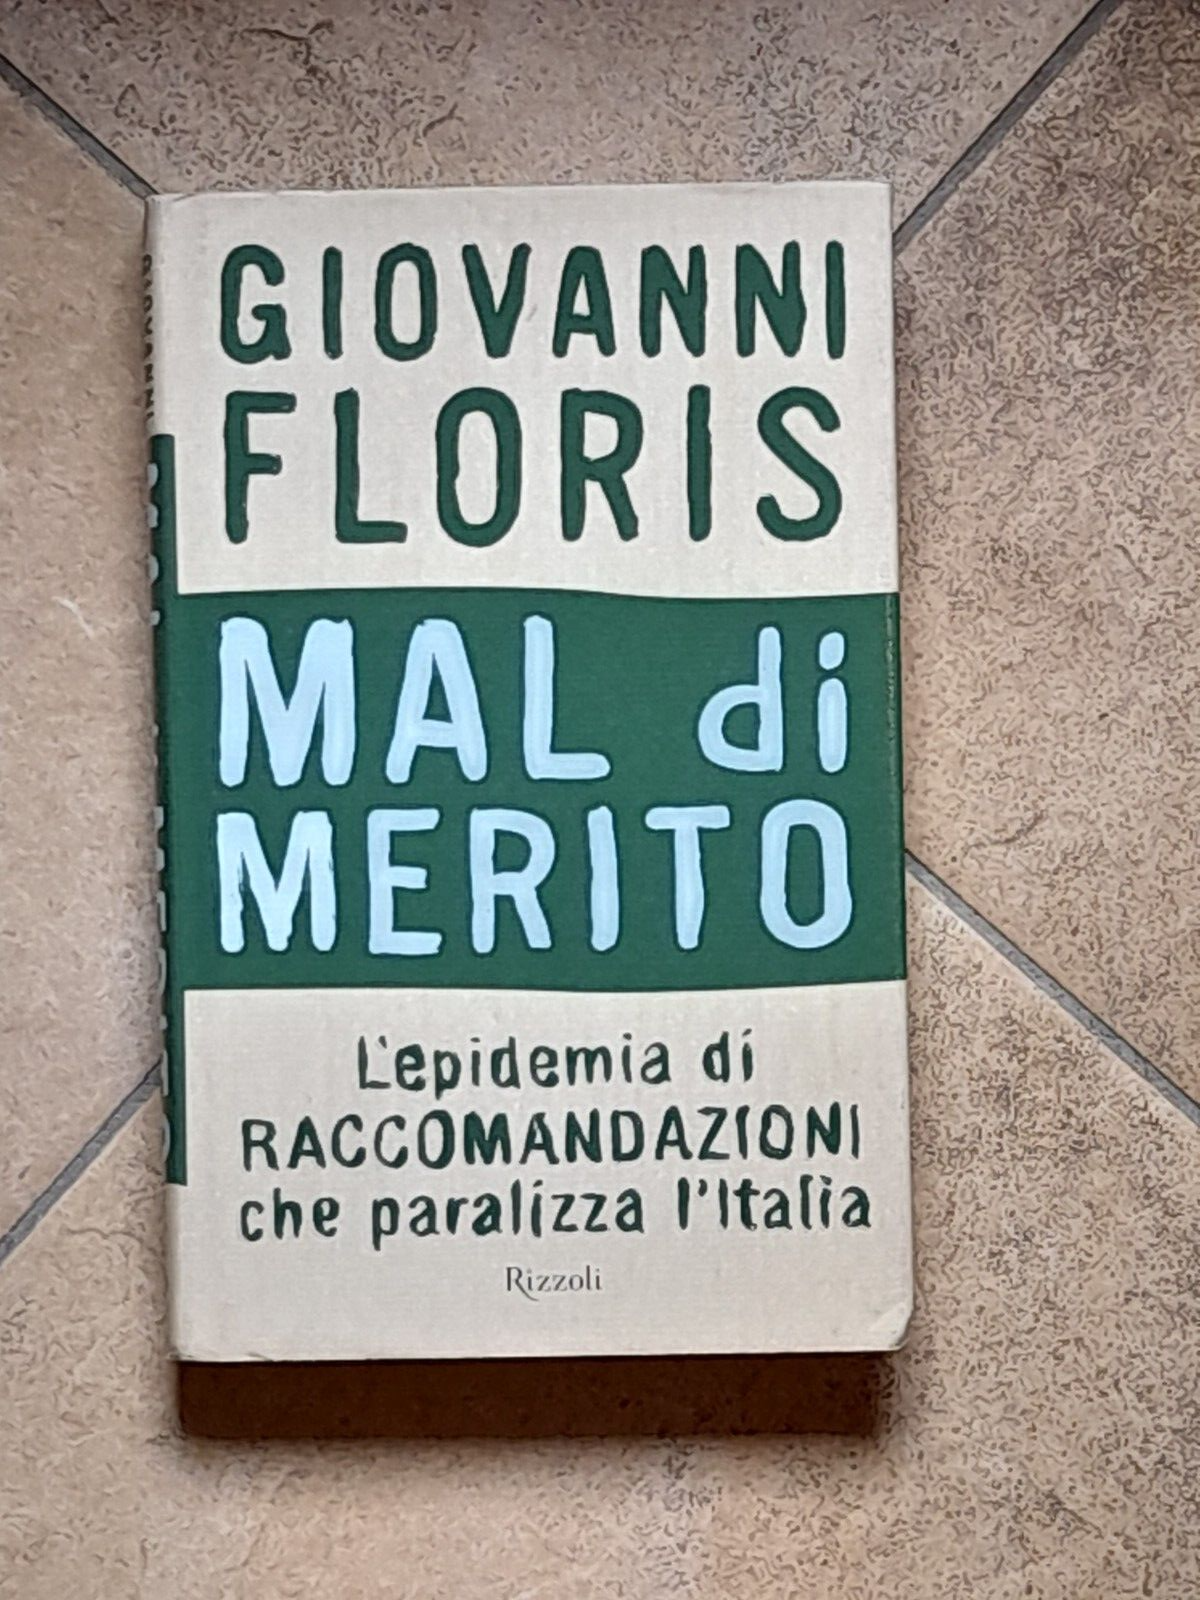 GIOVANNI
FLORIS
MAL di
MERITO
L'epidemia di
RACCOMANDAZIONI
che paralizza l'Italia
Rizzoli